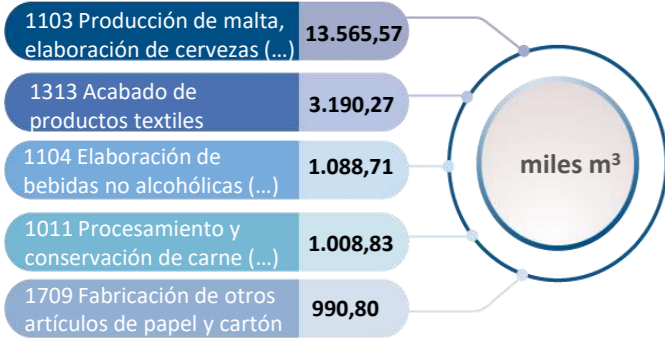 1103 Producción de malta,
elaboración de cervezas (...)
13.565,57
1313 Acabado de
productos textiles
3.190,27
1104 Elaboración de
bebidas no alcohólicas (...)
1.088,71
1011 Procesamiento y
conservación de carne (...)
1.008,83
1709 Fabricación de otros
artículos de papel y cartón
990,80
miles m³